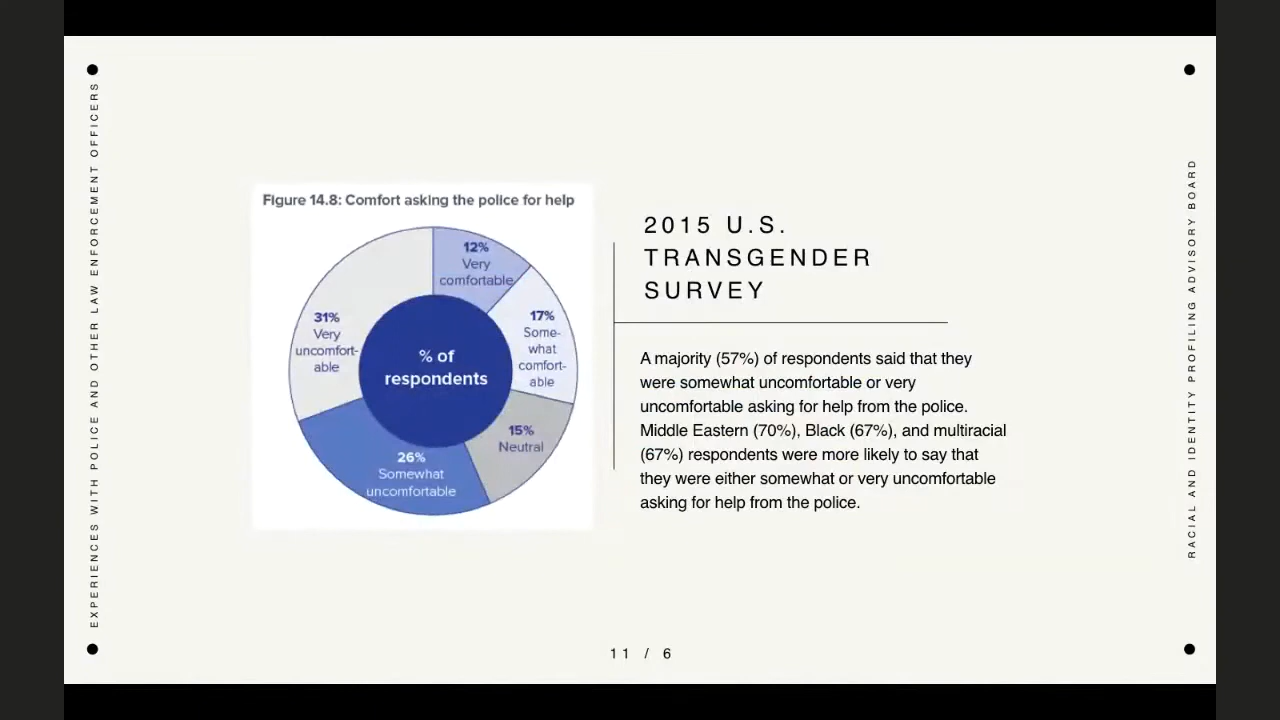 EXPERIENCES WITH POLICE AND OTHER LAW ENFORCEMENT OFFICERS
Figure 14.8: Comfort asking the police for help
12%
Very
comfortable
17%
Some-
what
comfort-
able
15%
Neutral
26%
Somewhat
uncomfortable
31%
Very
uncomfort-
able
% of
respondents
2015 U.S.
TRANSGENDER
SURVEY
A majority (57%) of respondents said that they
were somewhat uncomfortable or very
uncomfortable asking for help from the police.
Middle Eastern (70%), Black (67%), and multiracial
(67%) respondents were more likely to say that
they were either somewhat or very uncomfortable
asking for help from the police.
RACIAL AND IDENTITY PROFILING ADVISORY BOARD
11 / 6